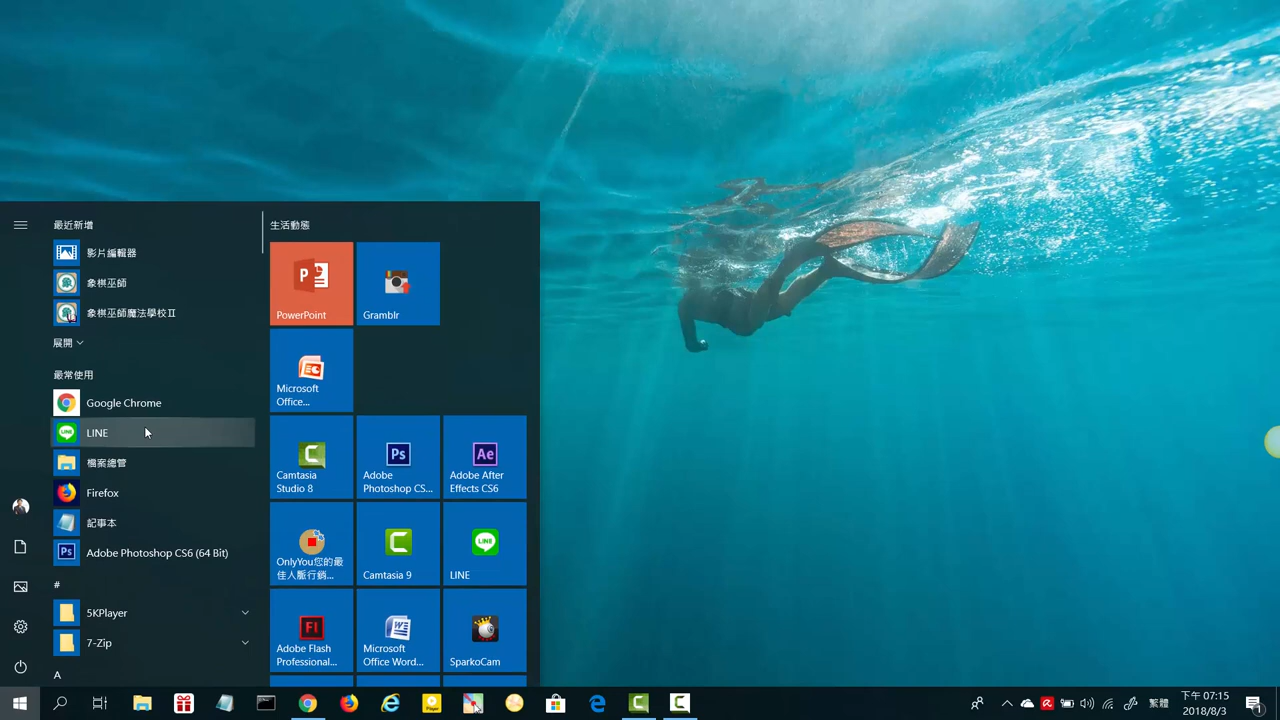 最近新增
影片編輯器
象棋巫師
象棋巫師魔法學校Ⅱ
展開
最常使用
Google Chrome
LINE
檔案總管
Firefox
記事本
Adobe Photoshop CS6 (64 Bit)
#
5KPlayer
7-Zip
A
生活動態
PowerPoint
Gramblr
Microsoft
Office...
Camtasia
Studio 8
Adobe
Photoshop CS...
Adobe After
Effects CS6
OnlyYou您的最
佳人脈行銷...
Camtasia 9
LINE
Adobe Flash
Professional...
Microsoft
Office Word...
SparkoCam
繁體
下午 07:15
2018/8/3
1